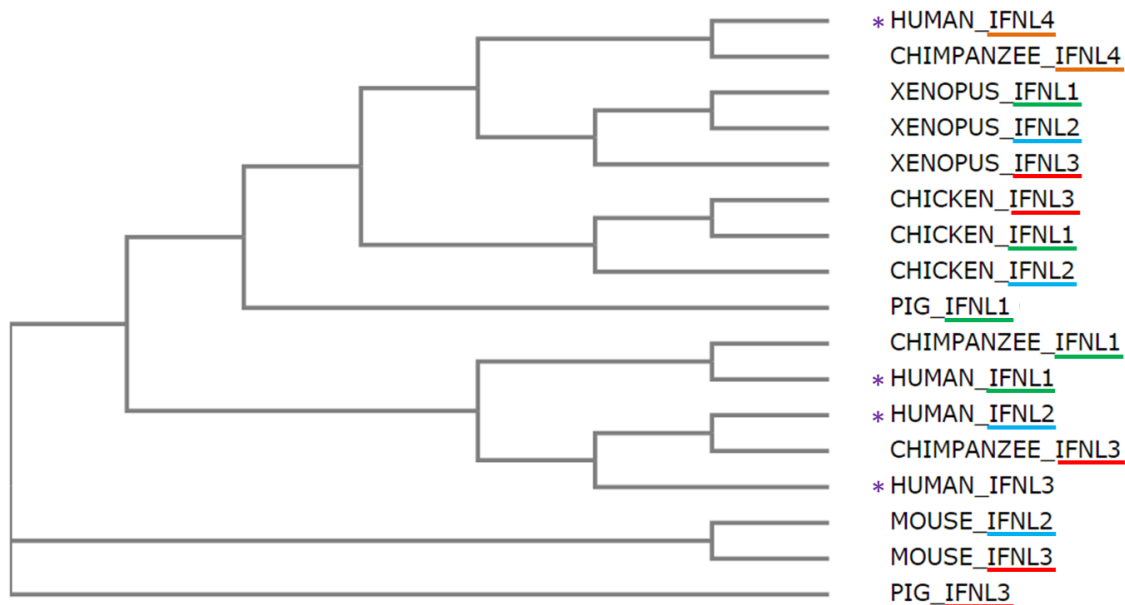 * HUMAN_IFNL4
CHIMPANZEE_IFNL4
XENOPUS_IFNL1
XENOPUS_IFNL2
XENOPUS_IFNL3
CHICKEN_IFNL3
CHICKEN_IFNL1
CHICKEN_IFNL2
PIG_IFNL1
CHIMPANZEE_IFNL1
* HUMAN_IFNL1
* HUMAN_IFNL2
CHIMPANZEE_IFNL3
* HUMAN_IFNL3
MOUSE_IFNL2
MOUSE_IFNL3
PIG_IFNL3